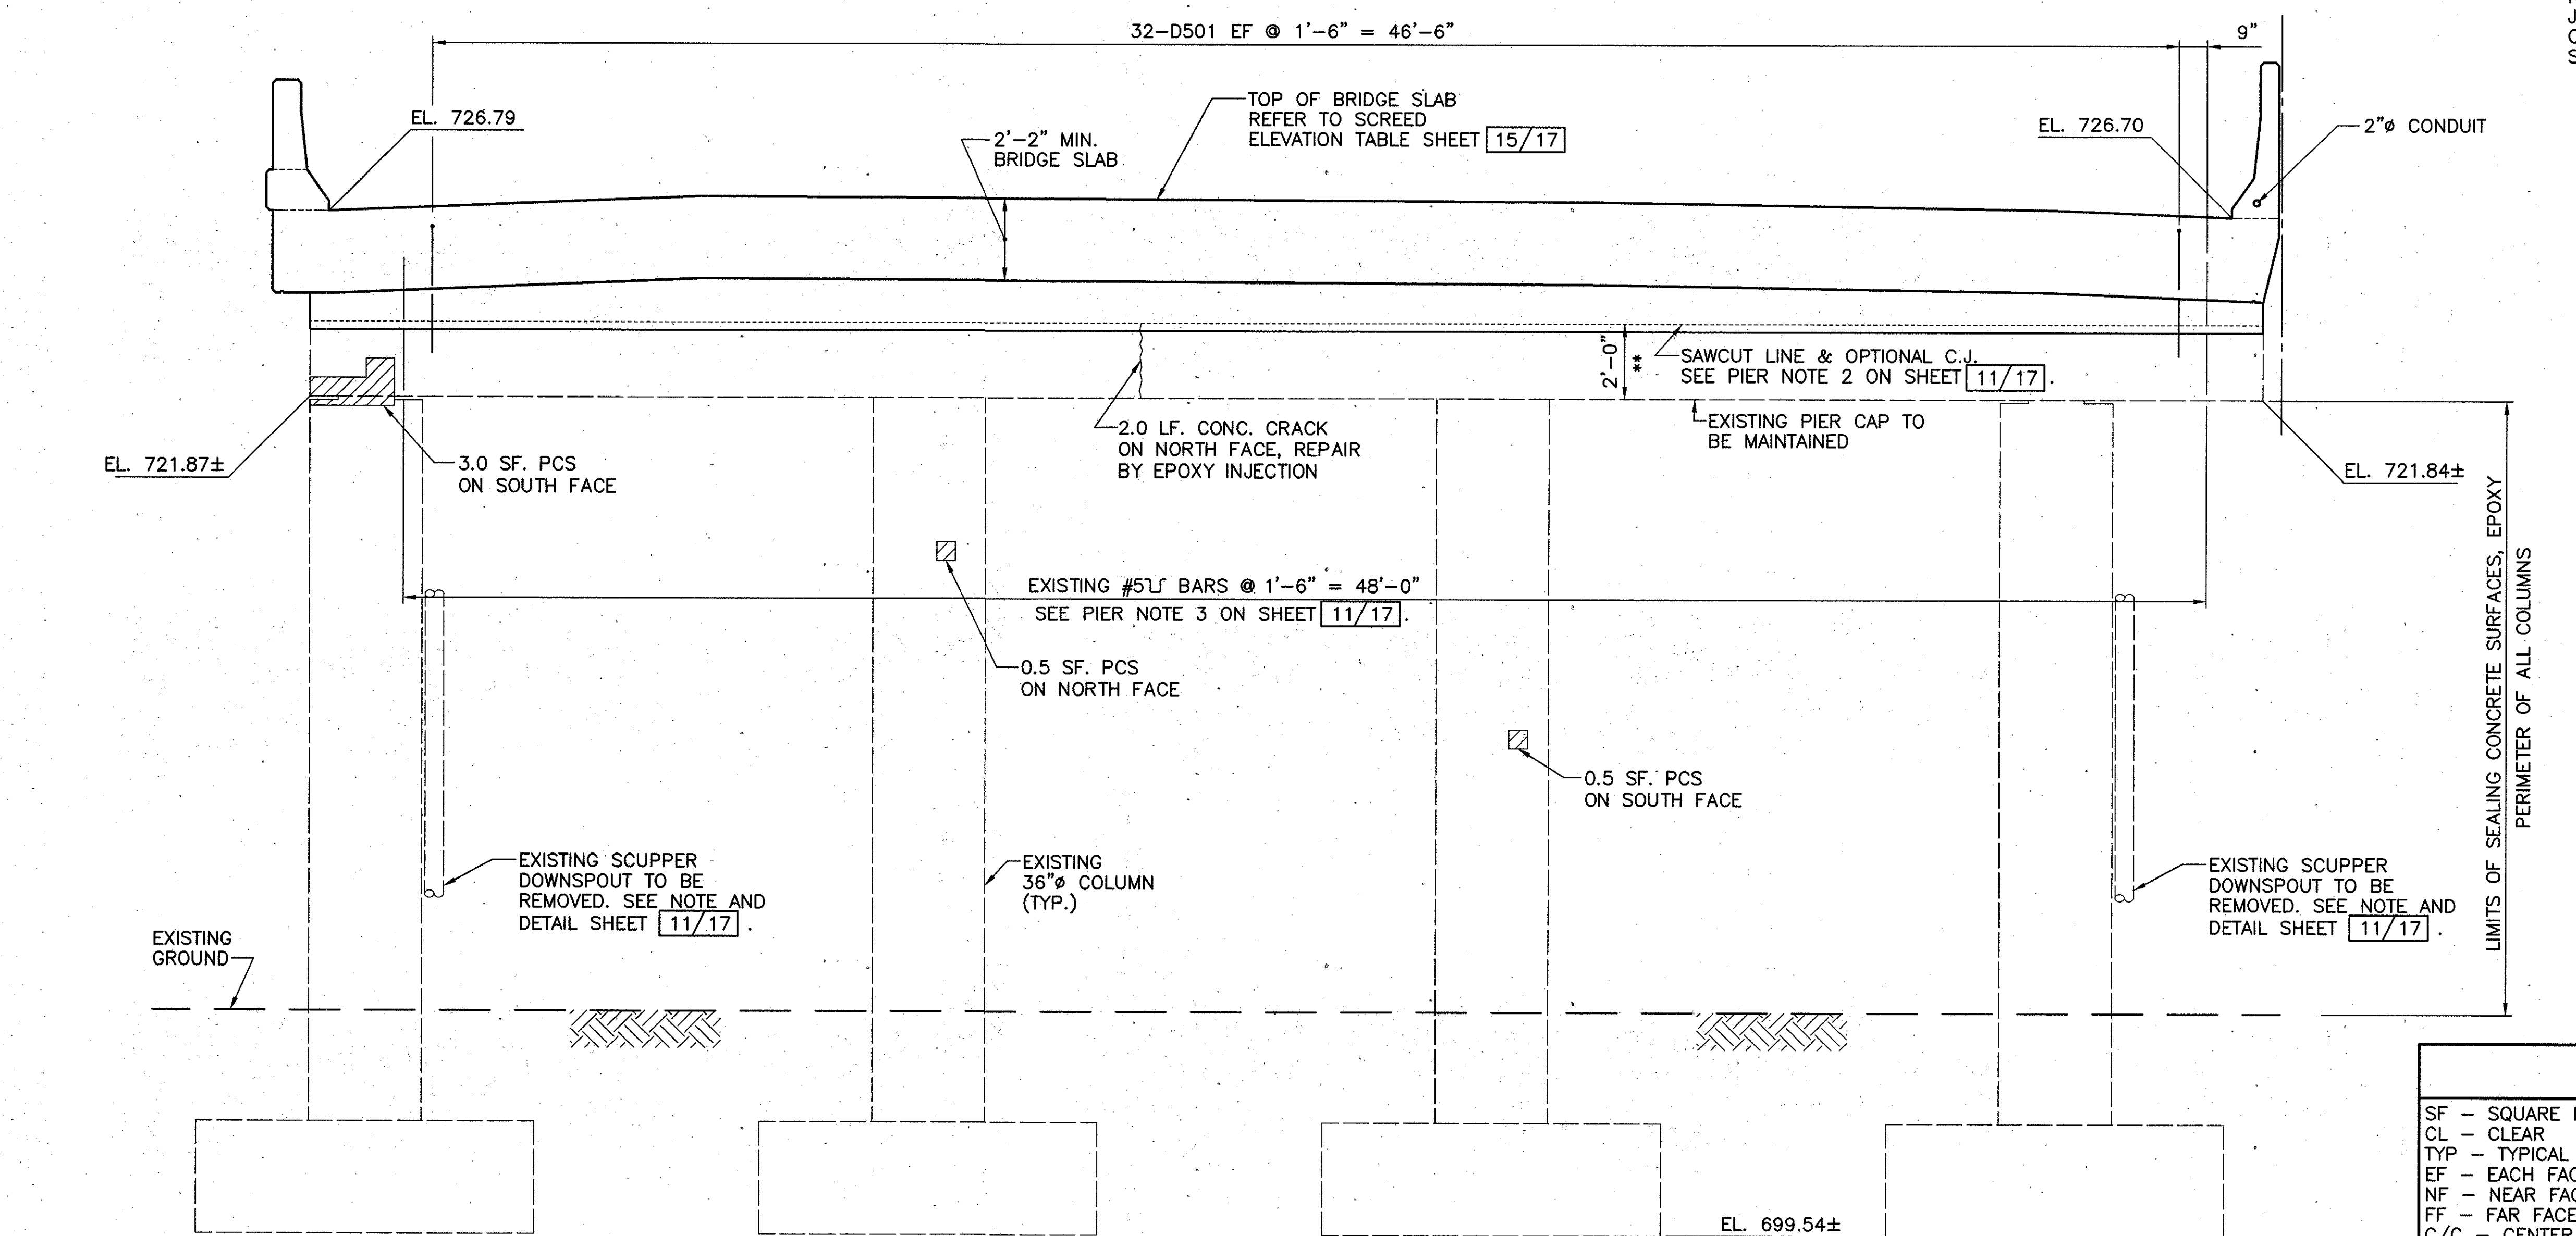 32-D501 EF @ 1'-6" = 46'-6"
9"
EL. 726.79
2'-2" MIN.
BRIDGE SLAB
TOP OF BRIDGE SLAB
REFER TO SCREED
ELEVATION TABLE SHEET 15/17
EL. 726.70
2"ø CONDUIT
2'-0"
**
SAWCUT LINE & OPTIONAL C.J.
SEE PIER NOTE 2 ON SHEET 11/17.
2.0 LF. CONC. CRACK
ON NORTH FACE, REPAIR
BY EPOXY INJECTION
EXISTING PIER CAP TO
BE MAINTAINED
EL. 721.87±
3.0 SF. PCS
ON SOUTH FACE
EL. 721.84±
EXISTING #5 BARS @ 1'-6" = 48'-0"
SEE PIER NOTE 3 ON SHEET 11/17.
0.5 SF. PCS
ON NORTH FACE
0.5 SF. PCS
ON SOUTH FACE
LIMITS OF SEALING CONCRETE SURFACES, EPOXY
PERIMETER OF ALL COLUMNS
EXISTING SCUPPER
DOWNSPOUT TO BE
REMOVED. SEE NOTE AND
DETAIL SHEET 11/17 .
EXISTING
36"ø COLUMN
(TYP.)
EXISTING SCUPPER
DOWNSPOUT TO BE
REMOVED. SEE NOTE AND
DETAIL SHEET 11/17 .
EXISTING
GROUND
EL. 699.54±
SF - SQUARE
CL - CLEAR
TYP - TYPICAL
EF - EACH
NF - NEAR
FF - FAR FACE
C/C - CENTER